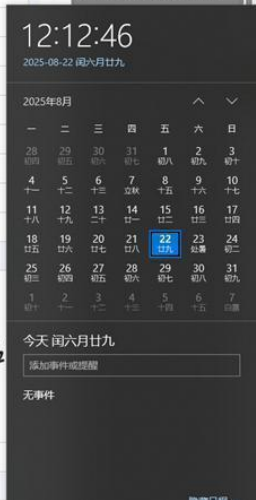 12:12:46
2025-08-22 闰六月廿九
2025年8月
一 二 三 四 五 六 日
28 29 30 31 1 2 3
初四 初五 初六 初七 初八 初九 初十
4 5 6 7 8 9 10
十一 十二 十三 立秋 十五 十六 十七
11 12 13 14 15 16 17
十八 十九 二十 廿一 廿二 廿三 廿四
18 19 20 21 22 23 24
廿五 廿六 廿七 廿八 廿九 处暑 初二
25 26 27 28 29 30 31
初三 初四 初五 初六 初七 初八 初九
1 2 3 4 5 6 7
初十 十一 十二 十三 十四 十五 白露
今天 闰六月廿九
添加事件或提醒
无事件
隐藏日程